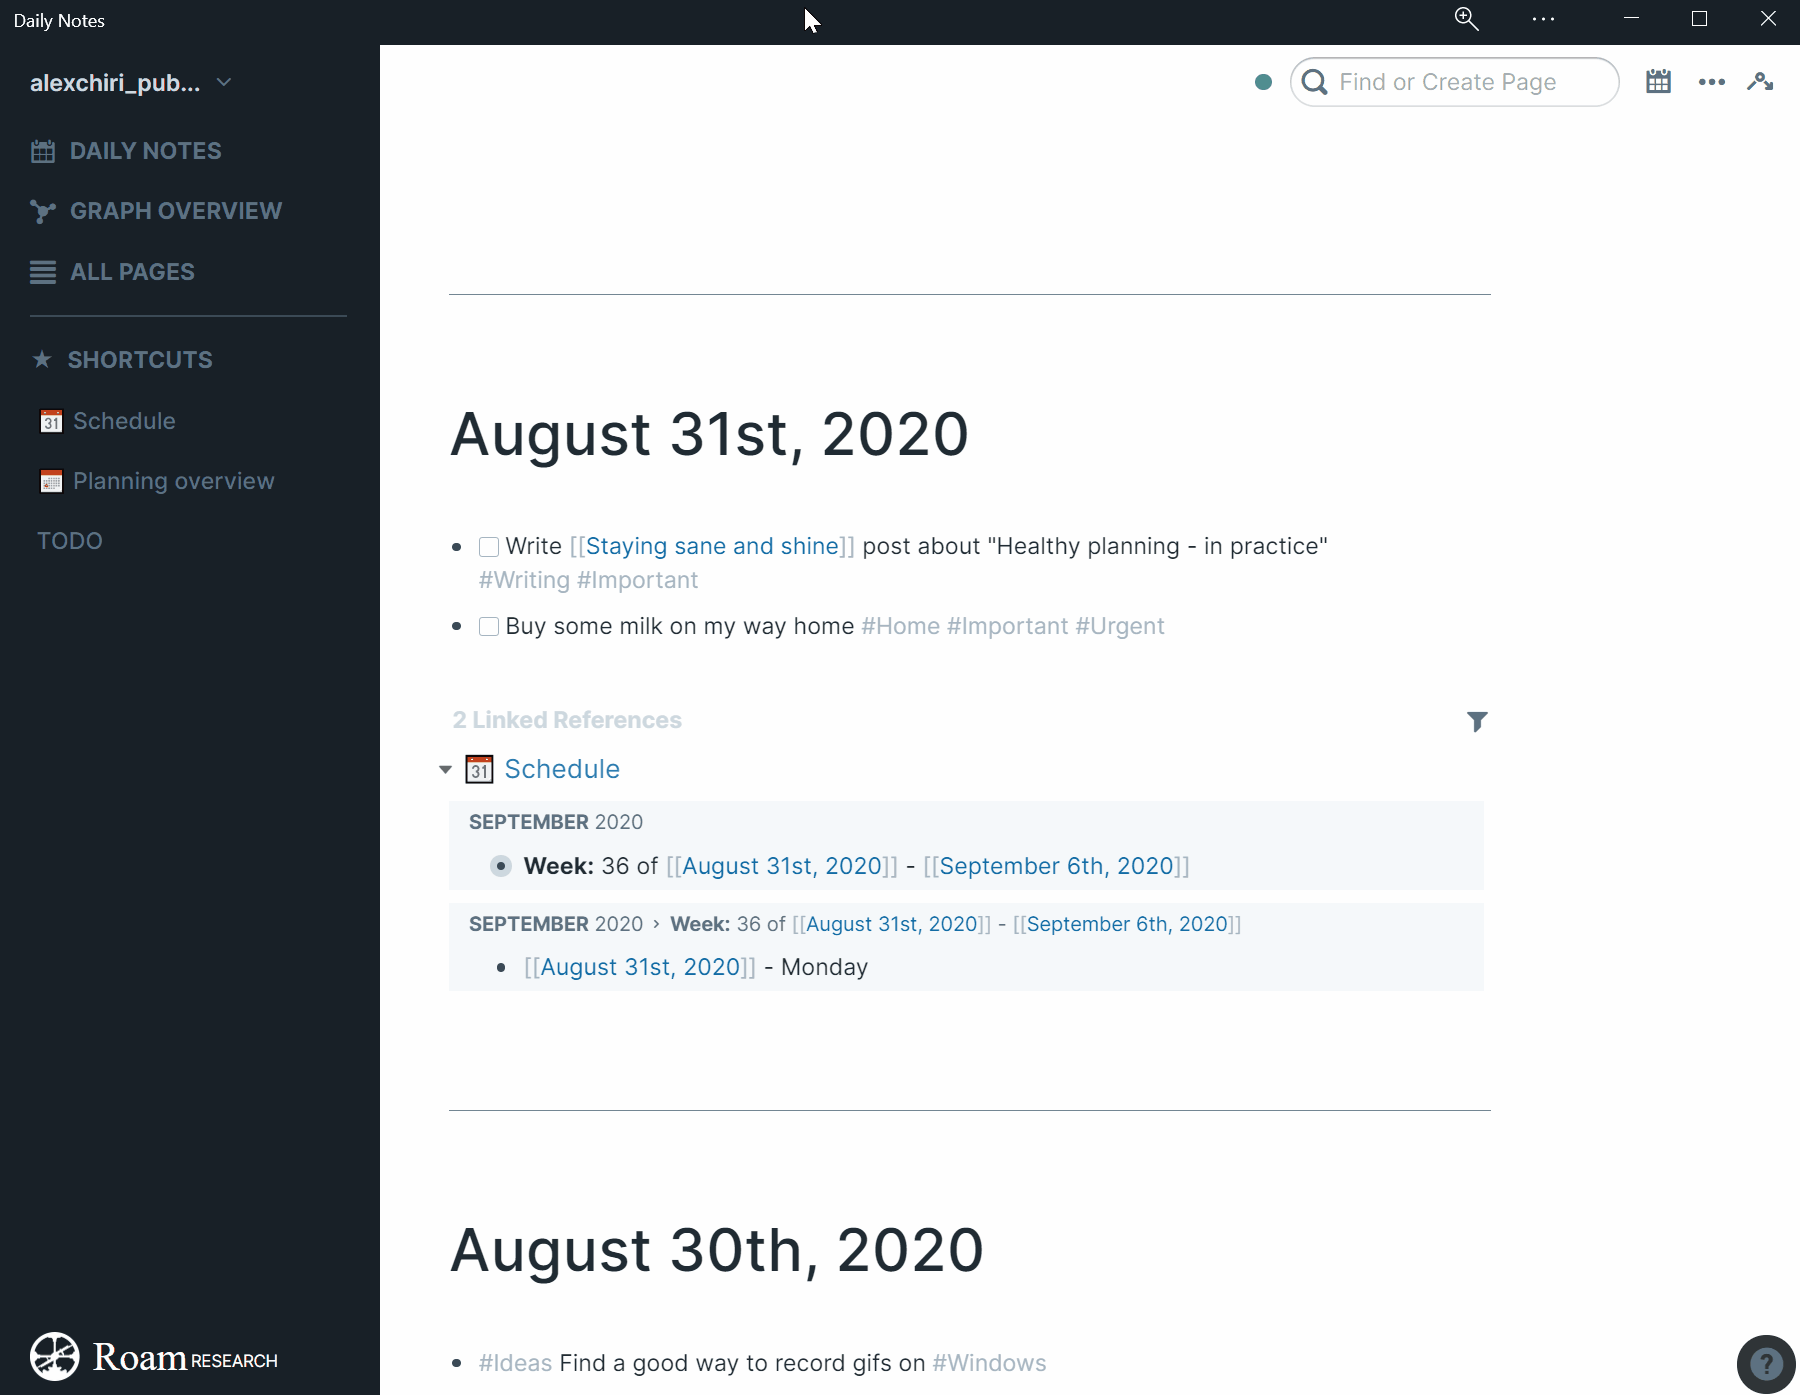 Daily Notes
alexchiri_pub...
DAILY NOTES
GRAPH OVERVIEW
ALL PAGES
SHORTCUTS
31 Schedule
Planning overview
TODO
Roam RESEARCH
Find or Create Page
August 31st, 2020
Write [[Staying sane and shine]] post about "Healthy planning - in practice"
#Writing #Important
Buy some milk on my way home #Home #Important #Urgent
2 Linked References
31 Schedule
SEPTEMBER 2020
Week: 36 of [[August 31st, 2020]] - [[September 6th, 2020]]
SEPTEMBER 2020 › Week: 36 of [[August 31st, 2020]] - [[September 6th, 2020]]
[[August 31st, 2020]] - Monday
August 30th, 2020
#Ideas Find a good way to record gifs on #Windows
?